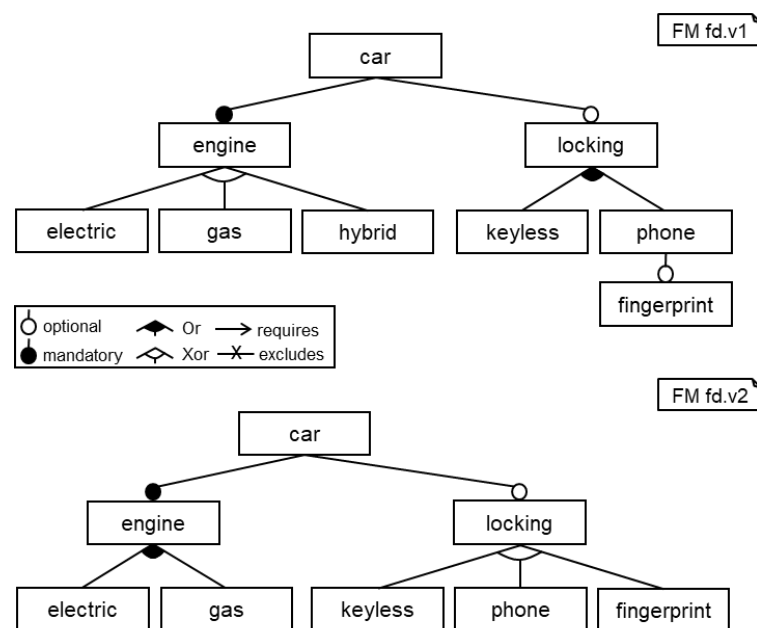 FM fd.v1
car
engine
locking
electric
gas
hybrid
keyless
phone
fingerprint
optional Or requires
mandatory Xor excludes
FM fd.v2
car
engine
locking
electric
gas
keyless
phone
fingerprint